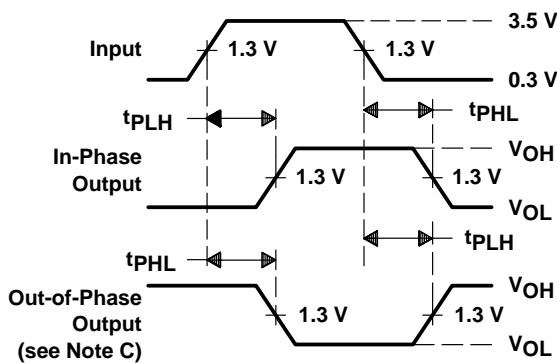 3.5 V
Input
1.3 V
1.3 V
0.3 V
tPLH
tPHL
In-Phase
Output
1.3 V
1.3 V
VOH
VOL
tPHL
tPLH
Out-of-Phase
Output
(see Note C)
1.3 V
1.3 V
VOH
VOL